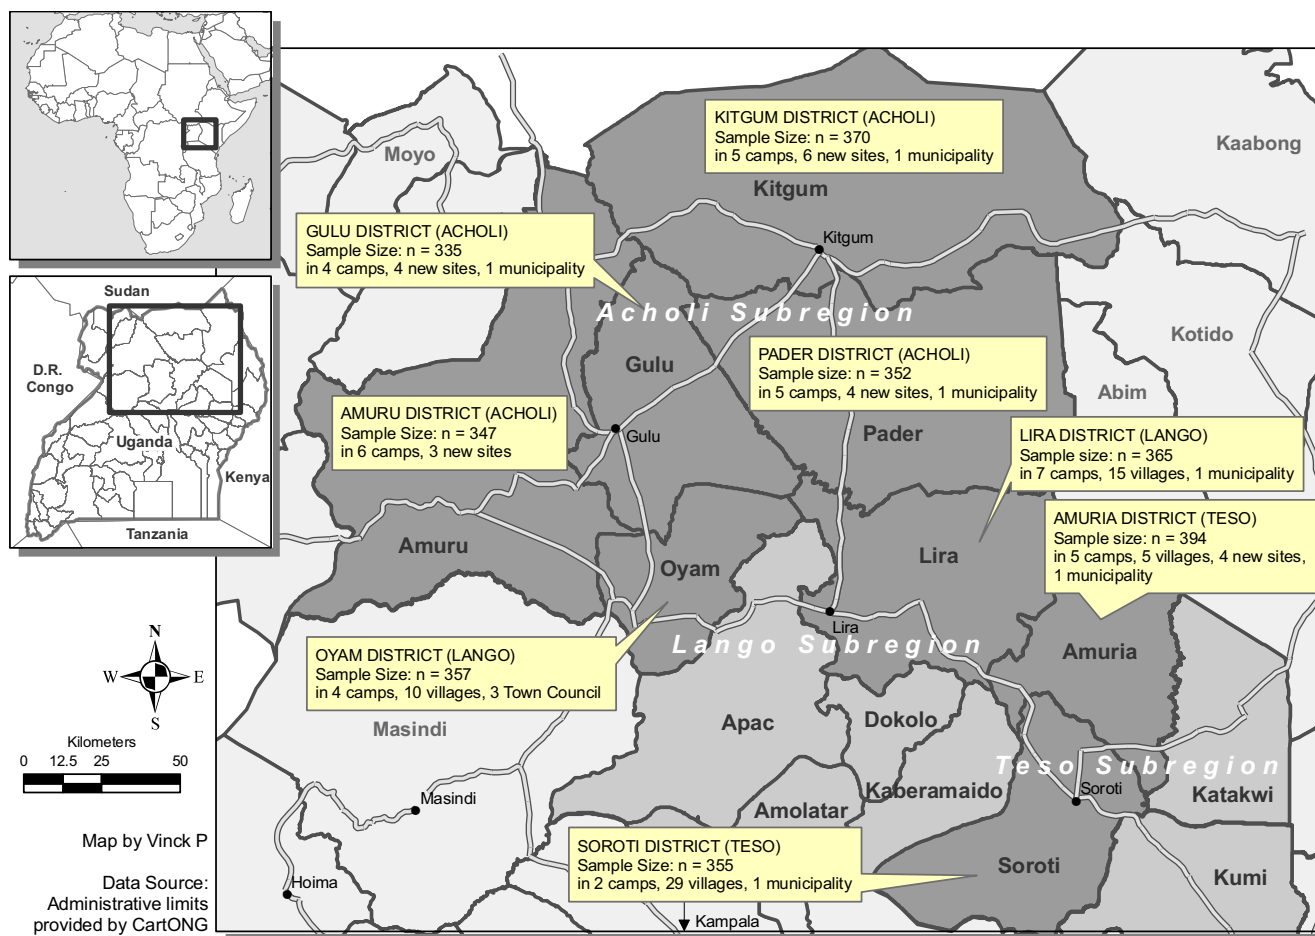 KITGUM DISTRICT (ACHOLI)
Sample Size: n = 370
in 5 camps, 6 new sites, 1 municipality
Kaabong
Moyo
Kitgum
GULU DISTRICT (ACHOLI)
Sample Size: n = 335
in 4 camps, 4 new sites, 1 municipality
Kitgum
Sudan
Acholi Subregion
Kotido
D.R.
Congo
Gulu
PADER DISTRICT (ACHOLI)
Sample size: n = 352
in 5 camps, 4 new sites, 1 municipality
Abim
AMURU DISTRICT (ACHOLI)
Sample Size: n = 347
in 6 camps, 3 new sites
Gulu
Pader
LIRA DISTRICT (LANGO)
Sample size: n = 365
in 7 camps, 15 villages, 1 municipality
Uganda
Kenya
Tanzania
AMURIA DISTRICT (TESO)
Sample size: n = 394
in 5 camps, 5 villages, 4 new sites,
1 municipality
Amuru
Oyam
Lira
Lira
Lango Subregion
Amuria
N
W
E
S
OYAM DISTRICT (LANGO)
Sample Size: n = 357
in 4 camps, 10 villages, 3 Town Council
Masindi
Apac
Dokolo
Kilometers
0 12.5 25 50
Teso Subregion
Soroti
Katakwi
Kaberamaido
Masindi
Amolatar
Map by Vinck P
SOROTI DISTRICT (TESO)
Sample Size: n = 355
in 2 camps, 29 villages, 1 municipality
Soroti
Kumi
Hoima
Data Source:
Administrative limits
provided by CartONG
Kampala